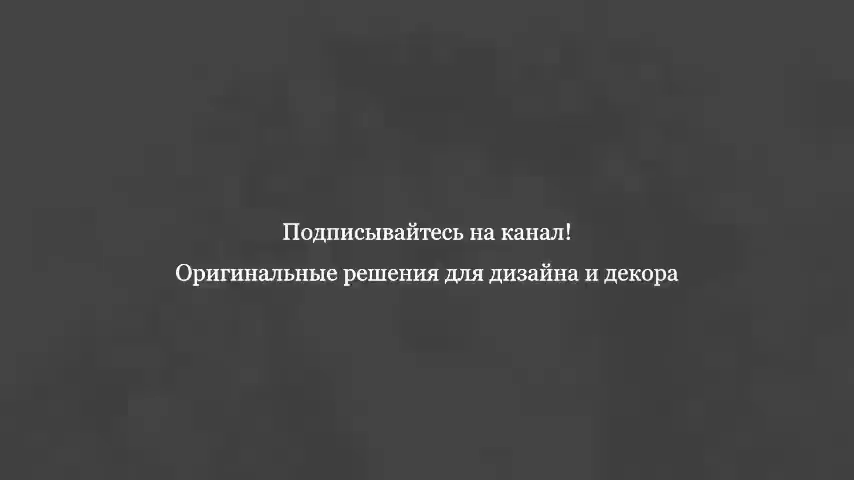 Подписывайтесь на канал!
Оригинальные решения для дизайна и декора